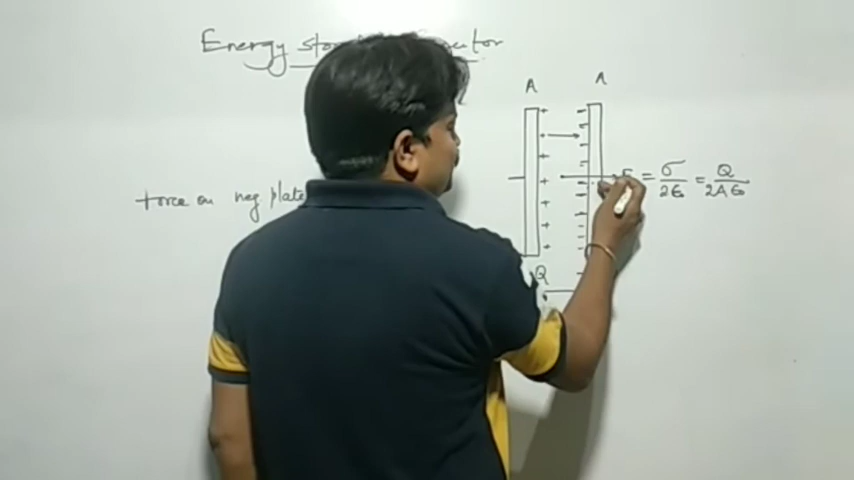 Energy
A A
= σ/2ε₀ = Q/2Aε₀
force on neg plate
Q